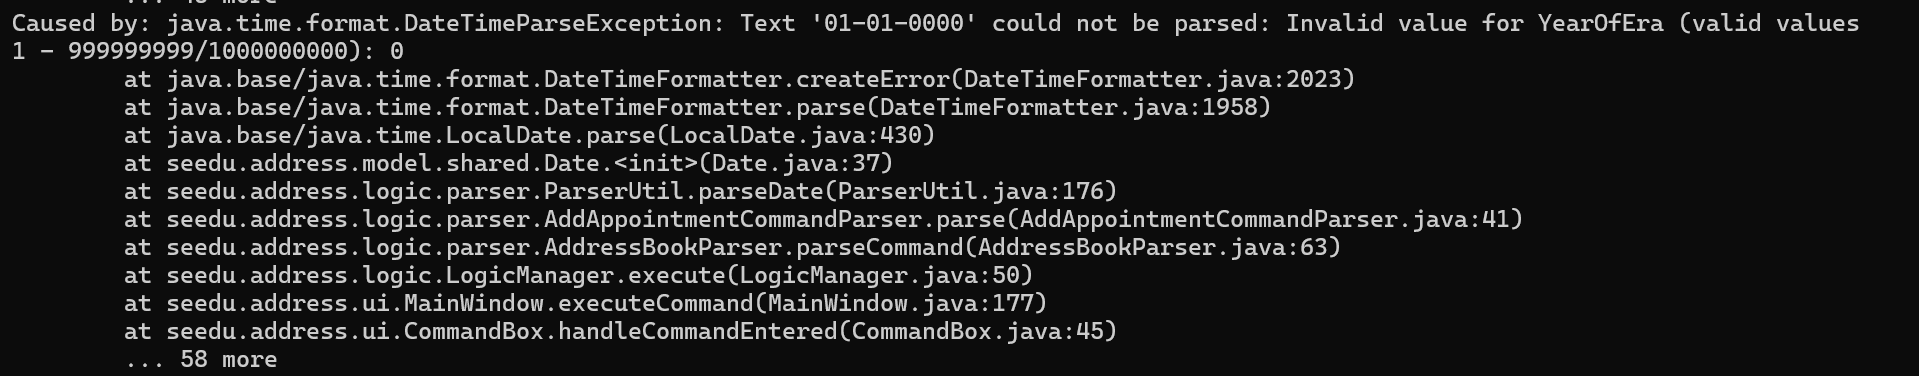 Caused by: java.time.format.DateTimeParseException: Text '01-01-0000' could not be parsed: Invalid value for YearOfEra (valid values
1 - 999999999/1000000000): 0
at java.base/java.time.format.DateTimeFormatter.createError(DateTimeFormatter.java:2023)
at java.base/java.time.format.DateTimeFormatter.parse(DateTimeFormatter.java:1958)
at java.base/java.time.LocalDate.parse(LocalDate.java:430)
at seedu.address.model.shared.Date.<init>(Date.java:37)
at seedu.address.logic.parser.ParserUtil.parseDate(ParserUtil.java:176)
at seedu.address.logic.parser.AddAppointmentCommandParser.parse(AddAppointmentCommandParser.java:41)
at seedu.address.logic.parser.AddressBookParser.parseCommand(AddressBookParser.java:63)
at seedu.address.logic.LogicManager.execute(LogicManager.java:50)
at seedu.address.ui.MainWindow.executeCommand(MainWindow.java:177)
at seedu.address.ui.CommandBox.handleCommandEntered(CommandBox.java:45)
... 58 more